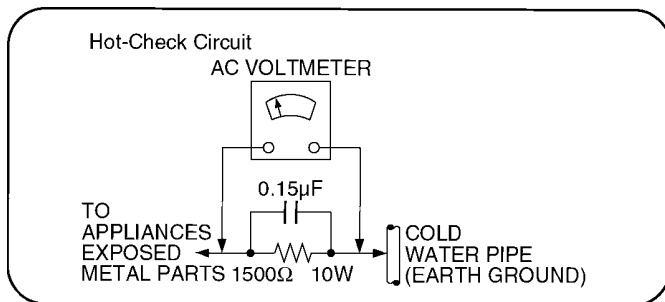 Hot-Check Circuit
AC VOLTMETER
0.15µF
TO
APPLIANCES
EXPOSED
METAL PARTS
1500Ω 10W
COLD
WATER PIPE
(EARTH GROUND)